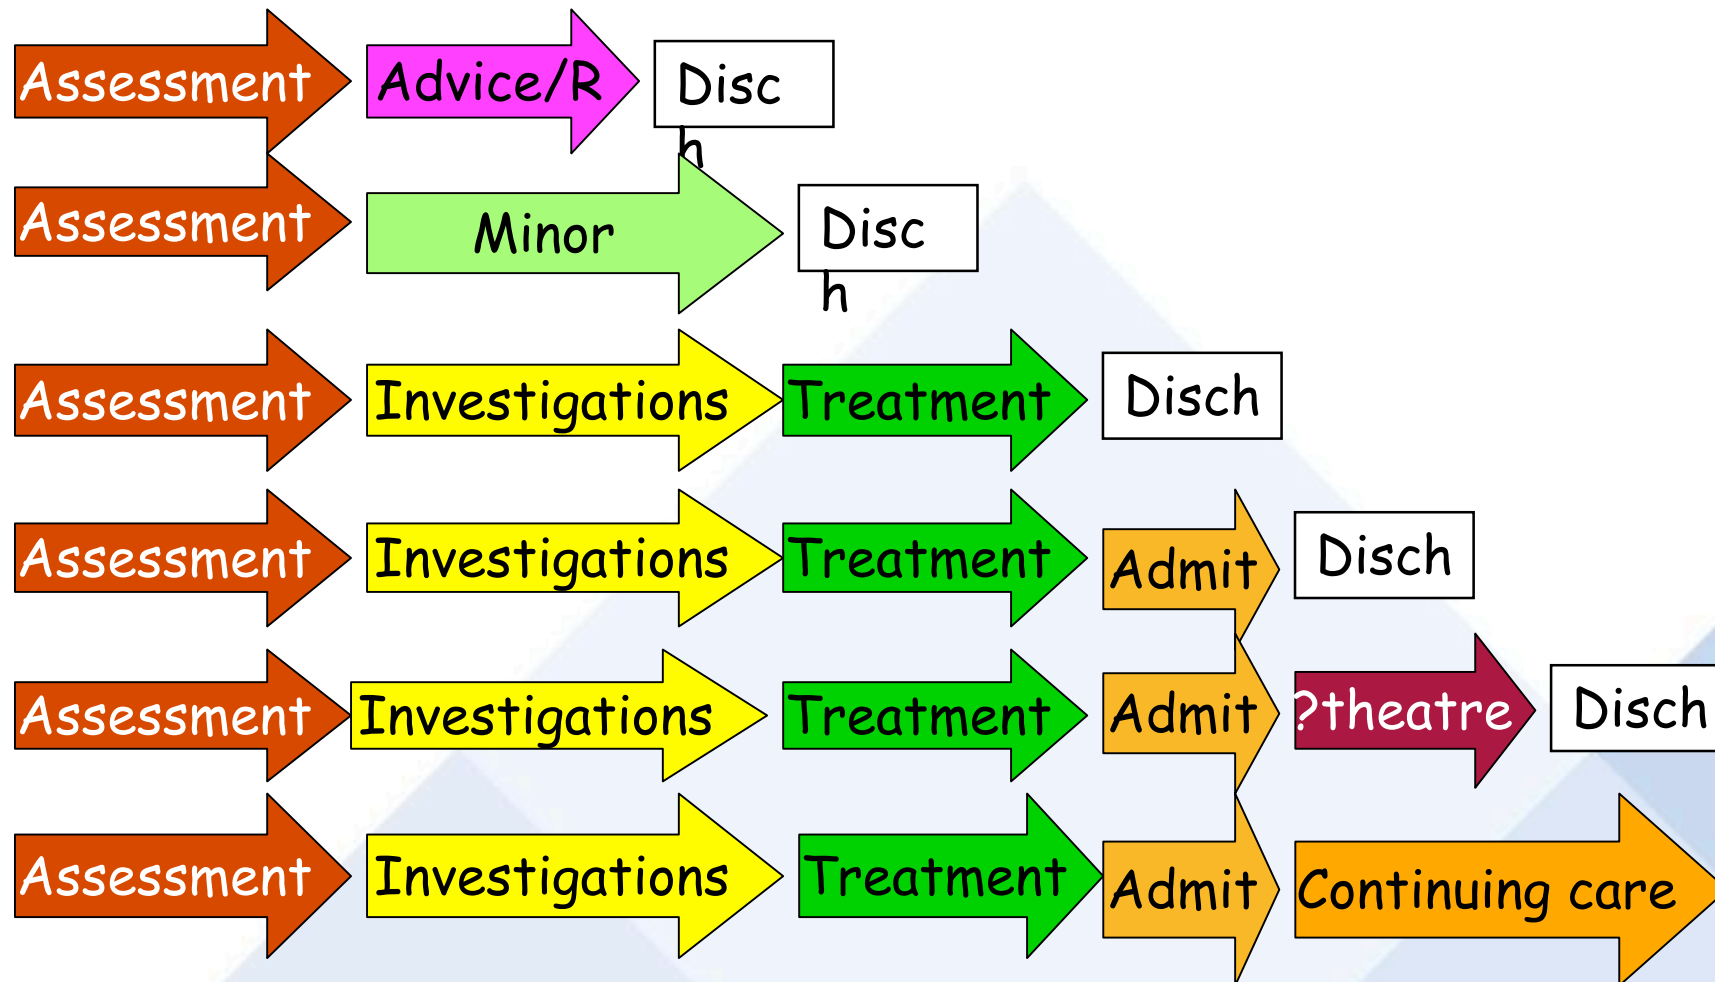 Assessment Advice/R Disc
h
Assessment Minor Disc
h
Assessment Investigations Treatment Disch
Assessment Investigations Treatment Admit Disch
Assessment Investigations Treatment Admit ?theatre Disch
Assessment Investigations Treatment Admit Continuing care